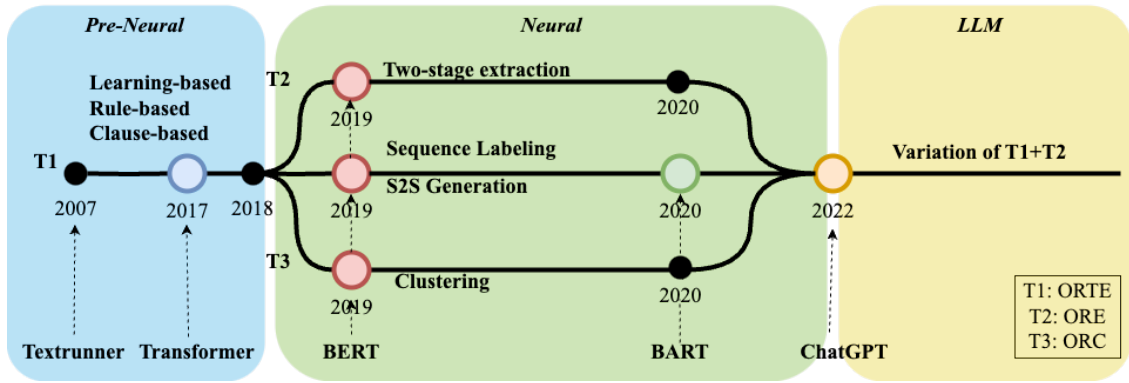 Pre-Neural
Neural
LLM
Learning-based
Rule-based
Clause-based
T2
Two-stage extraction
2019
2020
T1
Sequence Labeling
S2S Generation
Variation of T1+T2
2007
2017
2018
2019
2020
2022
T3
Clustering
2019
2020
Textrunner
Transformer
BERT
BART
ChatGPT
T1: ORTE
T2: ORE
T3: ORC